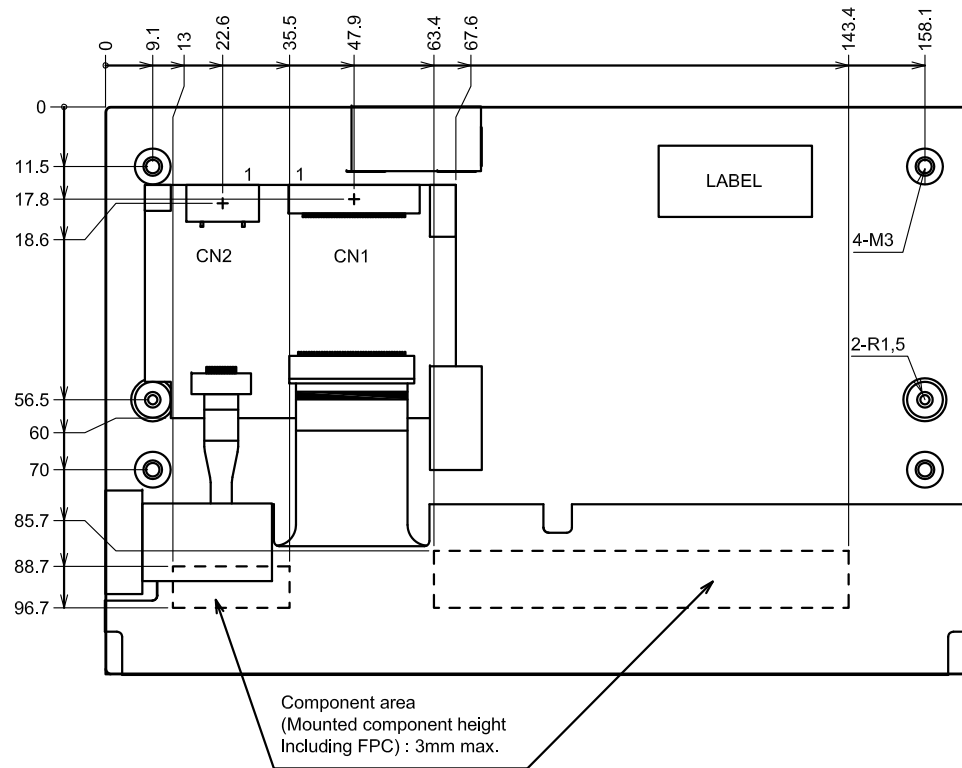 0
9.1
13
22.6
35.5
47.9
63.4
67.6
143.4
158.1
0
11.5
17.8
18.6
56.5
60
70
85.7
88.7
96.7
1
1
LABEL
CN2
CN1
4-M3
2-R1,5
Component area
(Mounted component height
Including FPC) : 3mm max.